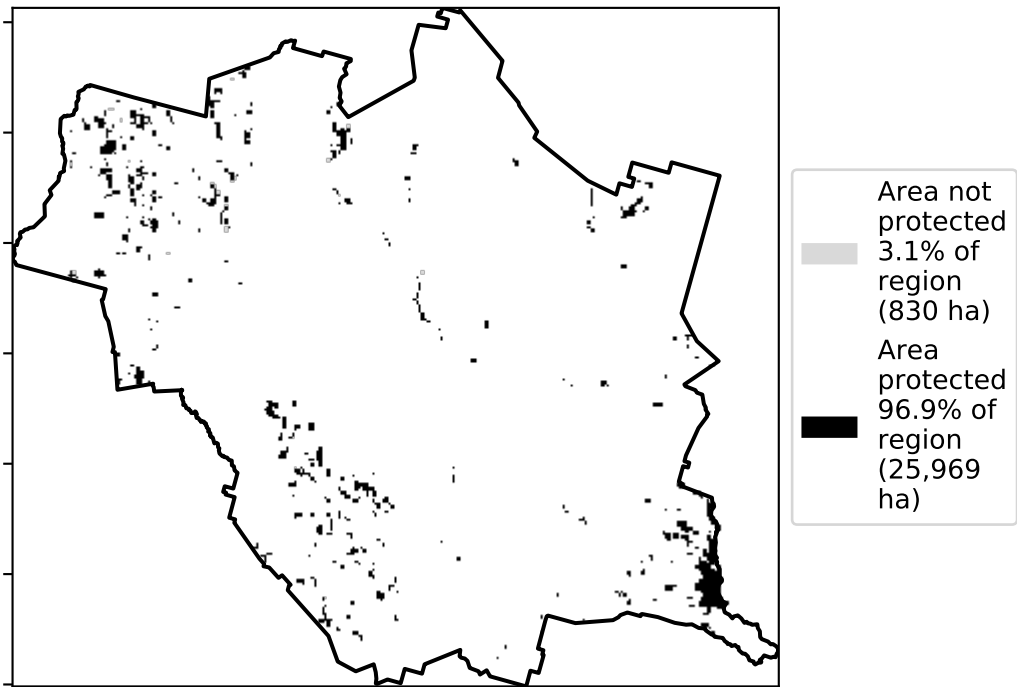 Area not
protected
3.1% of
region
(830 ha)
Area
protected
96.9% of
region
(25,969
ha)